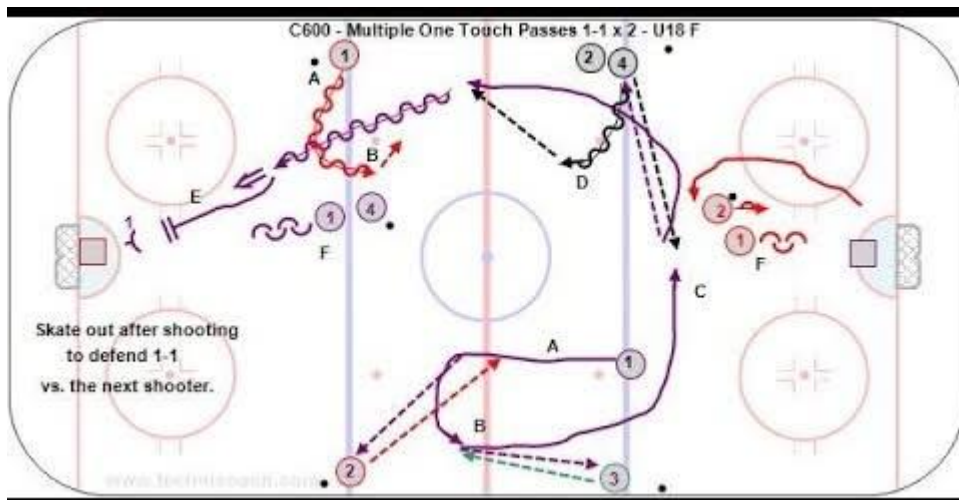 C600 - Multiple One Touch Passes 1-1 x 2 - U18 F
A
1
2
4
B
D
E
2
1
4
1
F
F
C
Skate out after shooting
to defend 1-1
vs. the next shooter.
A
1
B
2
3